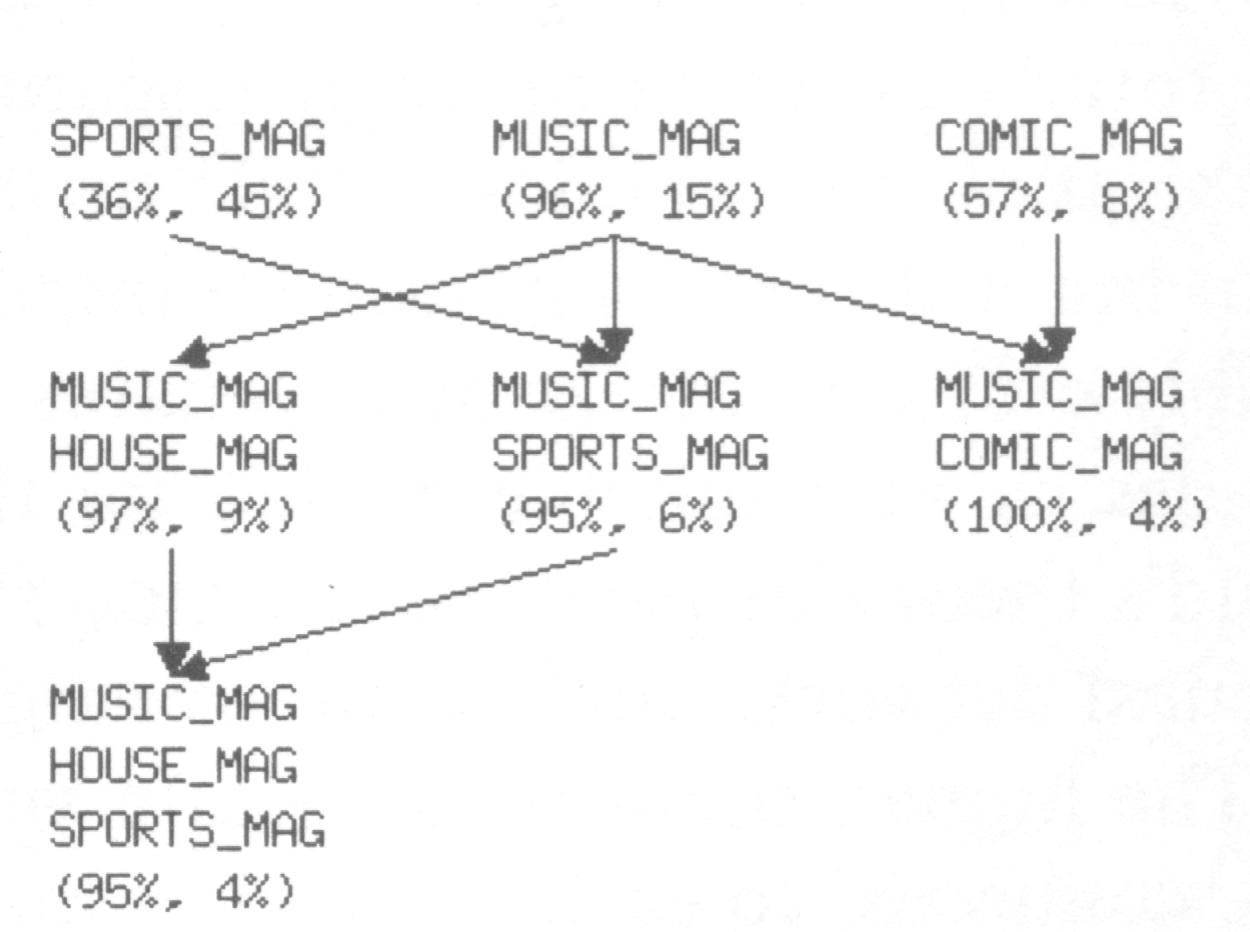 SPORTS_MAG
(36%, 45%)
MUSIC_MAG
(96%, 15%)
COMIC_MAG
(57%, 8%)
MUSIC_MAG
HOUSE_MAG
(97%, 9%)
MUSIC_MAG
SPORTS_MAG
(95%, 6%)
MUSIC_MAG
COMIC_MAG
(100%, 4%)
MUSIC_MAG
HOUSE_MAG
SPORTS_MAG
(95%, 4%)